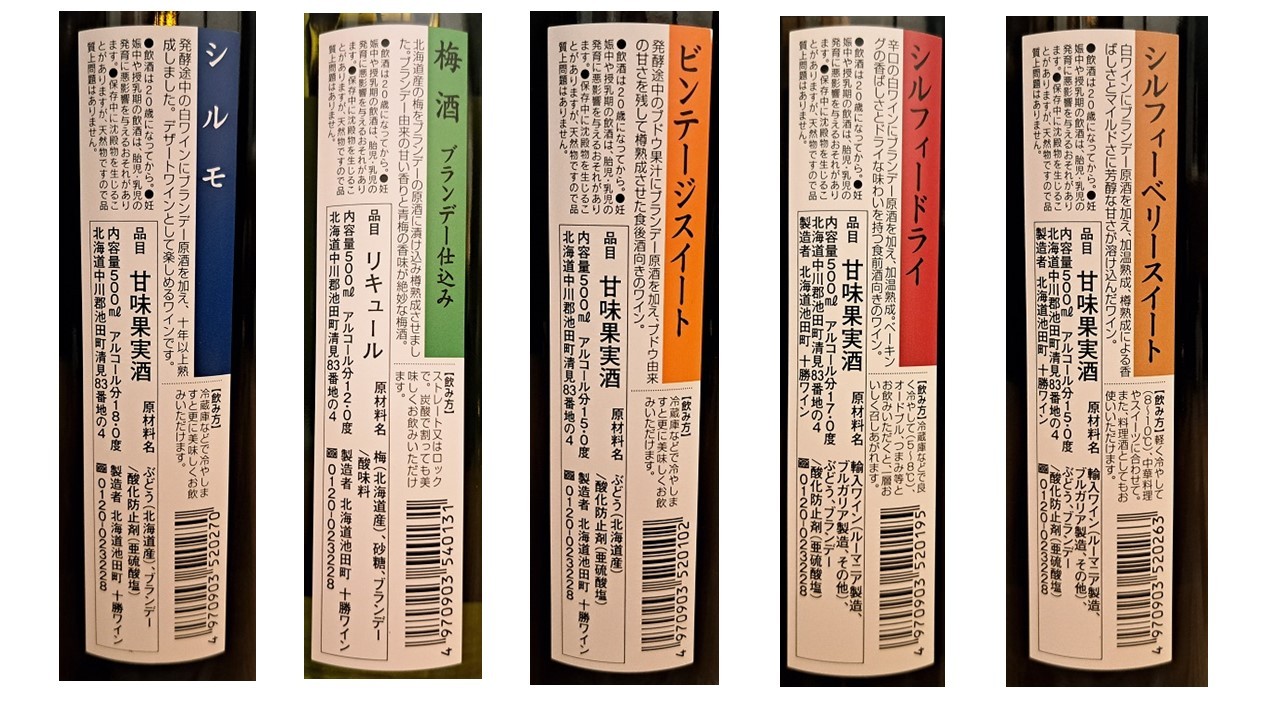 シルモ
発酵途中の白ワインにブランデー原酒を加え、十年以上熟
成しました。デザートワインとして楽しめるワインです。
●飲酒は20歳になってから。●妊
娠中や授乳期の飲酒は、胎児・乳児の
発育に悪影響を与えるおそれがあり
ます。●保存中に沈殿物を生じるこ
とがありますが、天然物ですので品
質上問題はありません。
【飲み方】
冷蔵庫などで冷やしま
すと更に美味しくお飲
みいただけます。
品目 甘味果実酒
原材料名 ぶどう(北海道産)、ブランデー
/酸化防止剤(亜硫酸塩)
内容量500㎖ アルコール分18・0度
製造者 北海道池田町 十勝ワイン
北海道中川郡池田町清見83番地の4
0120-023228
4 970903 520270
梅酒 ブランデー仕込み
北海道産の梅をブランデーの原酒に漬け込み樽熟成させまし
た。ブランデー由来の甘い香りと青梅の香味が絶妙な梅酒。
●飲酒は20歳になってから。●妊
娠中や授乳期の飲酒は、胎児・乳児の
発育に悪影響を与えるおそれがあり
ます。●保存中に沈殿物を生じるこ
とがありますが、天然物ですので品
質上問題はありません。
【飲み方】
ストレート又はロック
で。炭酸で割っても美
味しくお飲みいただけ
ます。
品目 リキュール
原材料名 梅(北海道産)、砂糖、ブランデー
/酸味料
内容量500㎖ アルコール分12・0度
製造者 北海道池田町 十勝ワイン
北海道中川郡池田町清見83番地の4
0120-023228
4 970903 540131
ビンテージスイート
発酵途中のブドウ果汁にブランデー原酒を加え、ブドウ由来
の甘さを残して樽熟成させた食後酒向きのワイン。
●飲酒は20歳になってから。●妊
娠中や授乳期の飲酒は、胎児・乳児の
発育に悪影響を与えるおそれがあり
ます。●保存中に沈殿物を生じるこ
とがありますが、天然物ですので品
質上問題はありません。
【飲み方】
冷蔵庫などで冷やしま
すと更に美味しくお飲
みいただけます。
品目 甘味果実酒
原材料名 ぶどう(北海道産)
/酸化防止剤(亜硫酸塩)
内容量500㎖ アルコール分15・0度
製造者 北海道池田町 十勝ワイン
北海道中川郡池田町清見83番地の4
0120-023228
4 970903 520102
シルフィードライ
辛口の白ワインにブランデー原酒を加え、加温熟成。ベーキン
グの香ばしさとドライな味わいを持つ食前酒向きのワイン。
●飲酒は20歳になってから。●妊
娠中や授乳期の飲酒は、胎児・乳児の
発育に悪影響を与えるおそれがあり
ます。●保存中に沈殿物を生じるこ
とがありますが、天然物ですので品
質上問題はありません。
【飲み方】冷蔵庫などで良
く冷やして(5~8℃)、
オードブル、つまみ等と
お飲みいただくと、一層お
いしく召しあがれます。
品目 甘味果実酒
原材料名 輸入ワイン(ルーマニア製造、
ブルガリア製造、その他)、
ぶどう、ブランデー
/酸化防止剤(亜硫酸塩)
内容量500㎖ アルコール分17・0度
北海道中川郡池田町清見83番地の4
製造者 北海道池田町 十勝ワイン
0120-023228
4 970903 520195
シルフィーベリースイート
白ワインにブランデー原酒を加え、加温熟成、樽熟成による香
ばしさとマイルドさに芳醇な甘さが溶け込んだワイン。
●飲酒は20歳になってから。●妊
娠中や授乳期の飲酒は、胎児・乳児の
発育に悪影響を与えるおそれがあり
ます。●保存中に沈殿物を生じるこ
とがありますが、天然物ですので品
質上問題はありません。
【飲み方】軽く冷やして
(8~10℃)、中華料理
やスイーツに合わせて。
また、料理酒としてもお
使いいただけます。
品目 甘味果実酒
原材料名 輸入ワイン(ルーマニア製造、
ブルガリア製造、その他)、
ぶどう、ブランデー
/酸化防止剤(亜硫酸塩)
内容量500㎖ アルコール分15・0度
北海道中川郡池田町清見83番地の4
製造者 北海道池田町 十勝ワイン
0120-023228
4 970903 520263